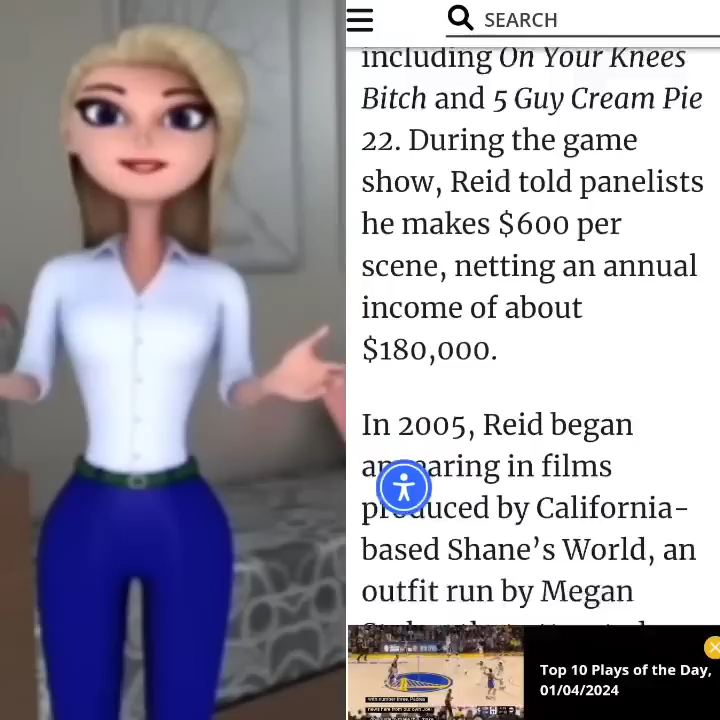 SEARCH
including On Your Knees
Bitch and 5 Guy Cream Pie
22. During the game
show, Reid told panelists
he makes $600 per
scene, netting an annual
income of about
$180,000.
In 2005, Reid began
appearing in films
produced by California-
based Shane’s World, an
outfit run by Megan
Top 10 Plays of the Day,
01/04/2024